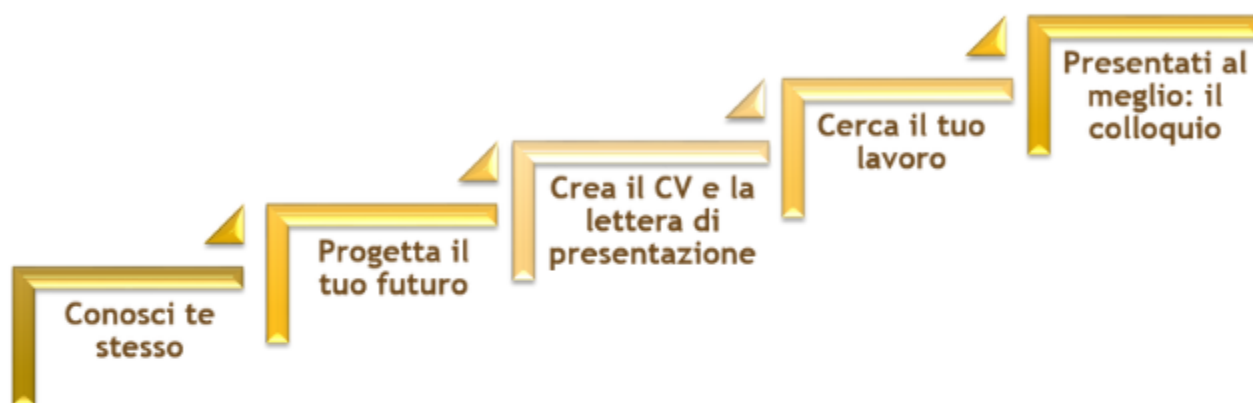 Conosci te
stesso
Progetta il
tuo futuro
Crea il CV e la
lettera di
presentazione
Cerca il tuo
lavoro
Presentati al
meglio: il
colloquio